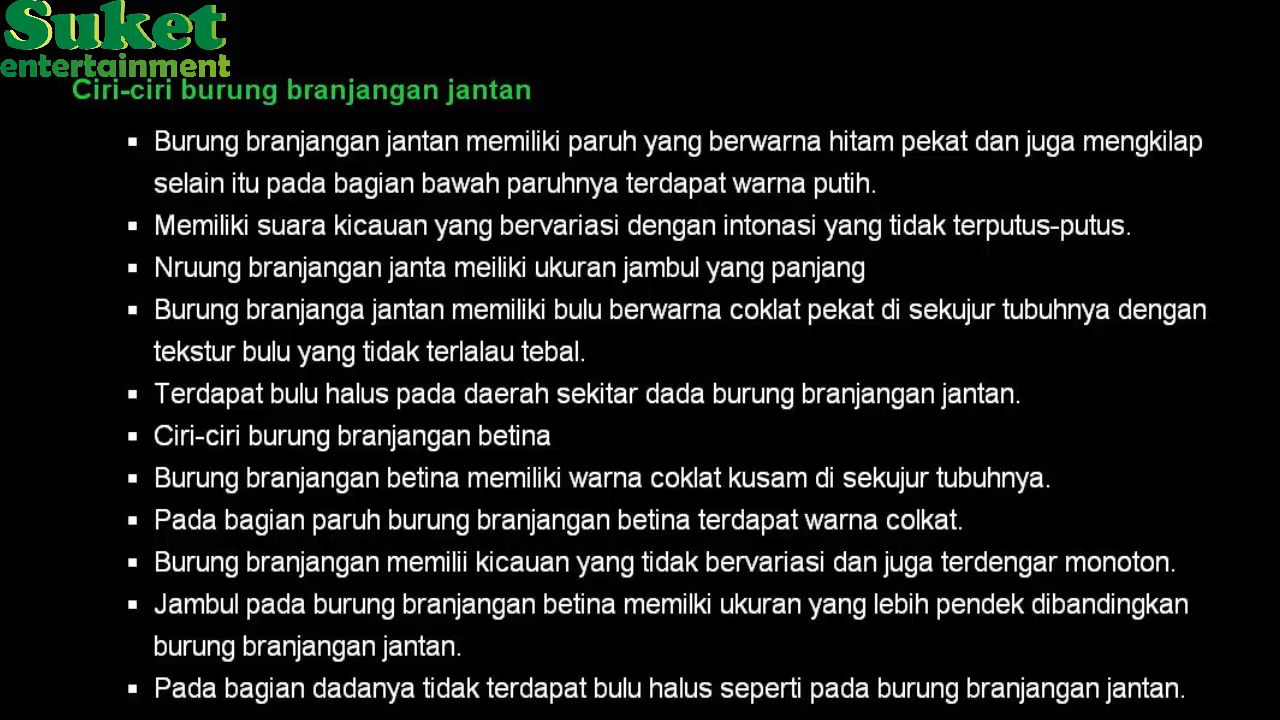 Suket
entertainment
Ciri-ciri burung branjangan jantan
▪ Burung branjangan jantan memiliki paruh yang berwarna hitam pekat dan juga mengkilap
selain itu pada bagian bawah paruhnya terdapat warna putih.
▪ Memiliki suara kicauan yang bervariasi dengan intonasi yang tidak terputus-putus.
▪ Nruung branjangan janta meiliki ukuran jambul yang panjang
▪ Burung branjanga jantan memiliki bulu berwarna coklat pekat di sekujur tubuhnya dengan
tekstur bulu yang tidak terlalau tebal.
▪ Terdapat bulu halus pada daerah sekitar dada burung branjangan jantan.
▪ Ciri-ciri burung branjangan betina
▪ Burung branjangan betina memiliki warna coklat kusam di sekujur tubuhnya.
▪ Pada bagian paruh burung branjangan betina terdapat warna colkat.
▪ Burung branjangan memilii kicauan yang tidak bervariasi dan juga terdengar monoton.
▪ Jambul pada burung branjangan betina memilki ukuran yang lebih pendek dibandingkan
burung branjangan jantan.
▪ Pada bagian dadanya tidak terdapat bulu halus seperti pada burung branjangan jantan.